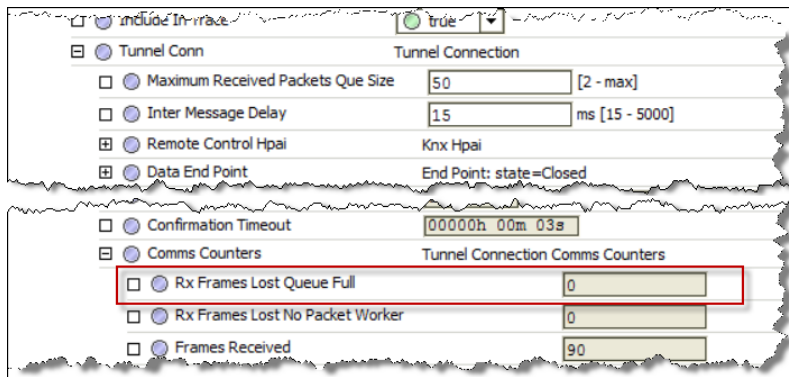 Include In Trace true
Tunnel Conn Tunnel Connection
Maximum Received Packets Que Size 50 [2 - max]
Inter Message Delay 15 ms [15 - 5000]
Remote Control Hpai Knx Hpai
Data End Point End Point: state=Closed
Confirmation Timeout 00000h 00m 03s
Comms Counters Tunnel Connection Comms Counters
Rx Frames Lost Queue Full 0
Rx Frames Lost No Packet Worker 0
Frames Received 90